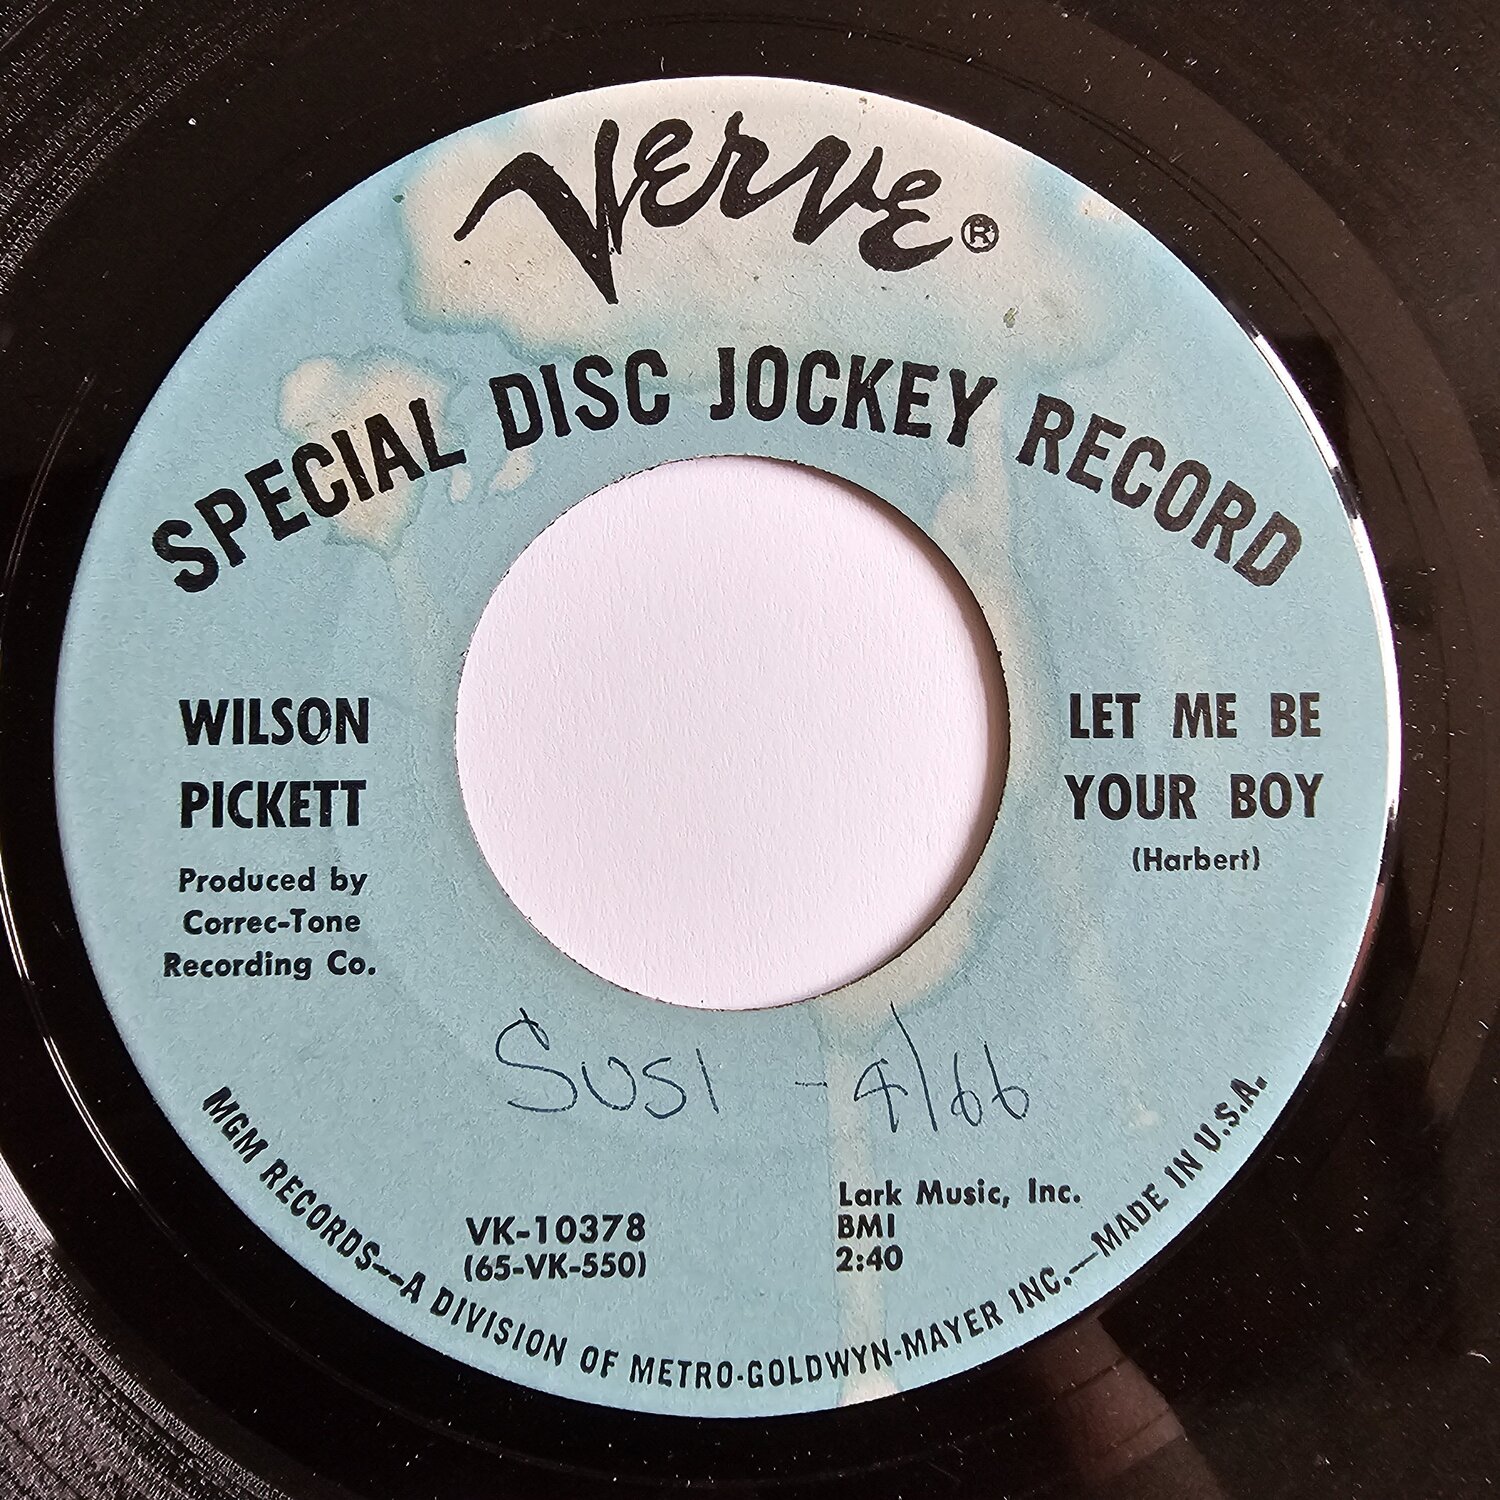 Verve®
SPECIAL DISC JOCKEY RECORD
WILSON
PICKETT
Produced by
Correc-Tone
Recording Co.
LET ME BE
YOUR BOY
(Harbert)
SUSI - 4/66
VK-10378
(65-VK-550)
Lark Music, Inc.
BMI
2:40
MGM RECORDS--A DIVISION OF METRO-GOLDWYN-MAYER INC.—MADE IN U.S.A.